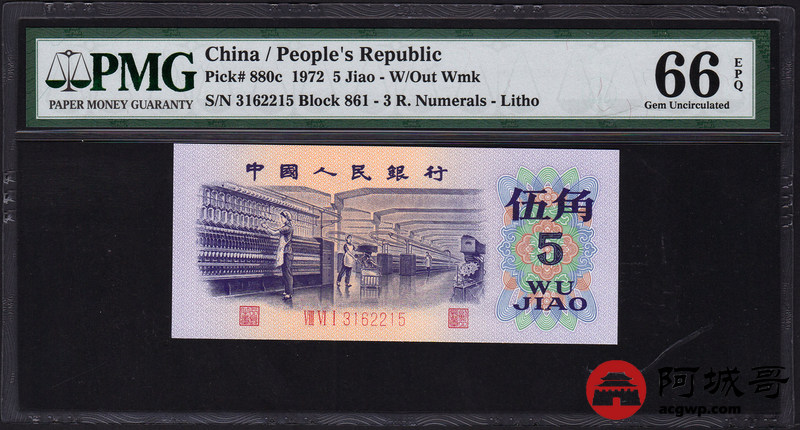 PMG
PAPER MONEY GUARANTY
China / People's Republic
Pick# 880c 1972 5 Jiao - W/Out Wmk
S/N 3162215 Block 861 - 3 R. Numerals - Litho
66
EPQ
Gem Uncirculated
中國人民銀行
伍角
5
WU
JIAO
VIII VI I 3162215
阿城哥
acgwp.com